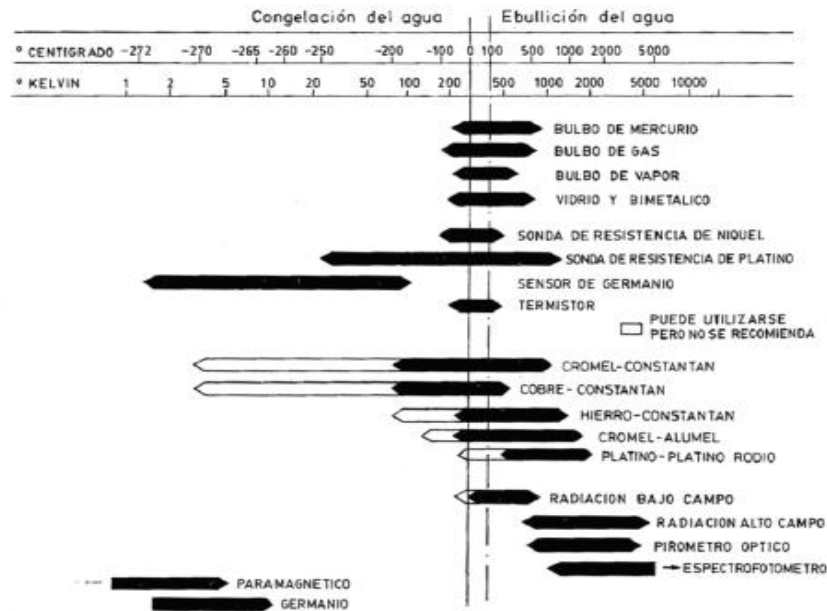 Congelación del agua Ebullición del agua
° CENTIGRADO -272 -270 -265 -260 -250 -200 -100 0 100 500 1000 2000 5000
° KELVIN 1 2 5 10 20 50 100 200 500 1000 2000 5000 10000
BULBO DE MERCURIO
BULBO DE GAS
BULBO DE VAPOR
VIDRIO Y BIMETALICO
SONDA DE RESISTENCIA DE NIQUEL
SONDA DE RESISTENCIA DE PLATINO
SENSOR DE GERMANIO
TERMISTOR
PUEDE UTILIZARSE
PERO NO SE RECOMIENDA
CROMEL-CONSTANTAN
COBRE-CONSTANTAN
HIERRO-CONSTANTAN
CROMEL-ALUMEL
PLATINO-PLATINO RODIO
RADIACION BAJO CAMPO
RADIACION ALTO CAMPO
PIROMETRO OPTICO
ESPECTROFOTOMETRO
PARAMAGNETICO
GERMANIO